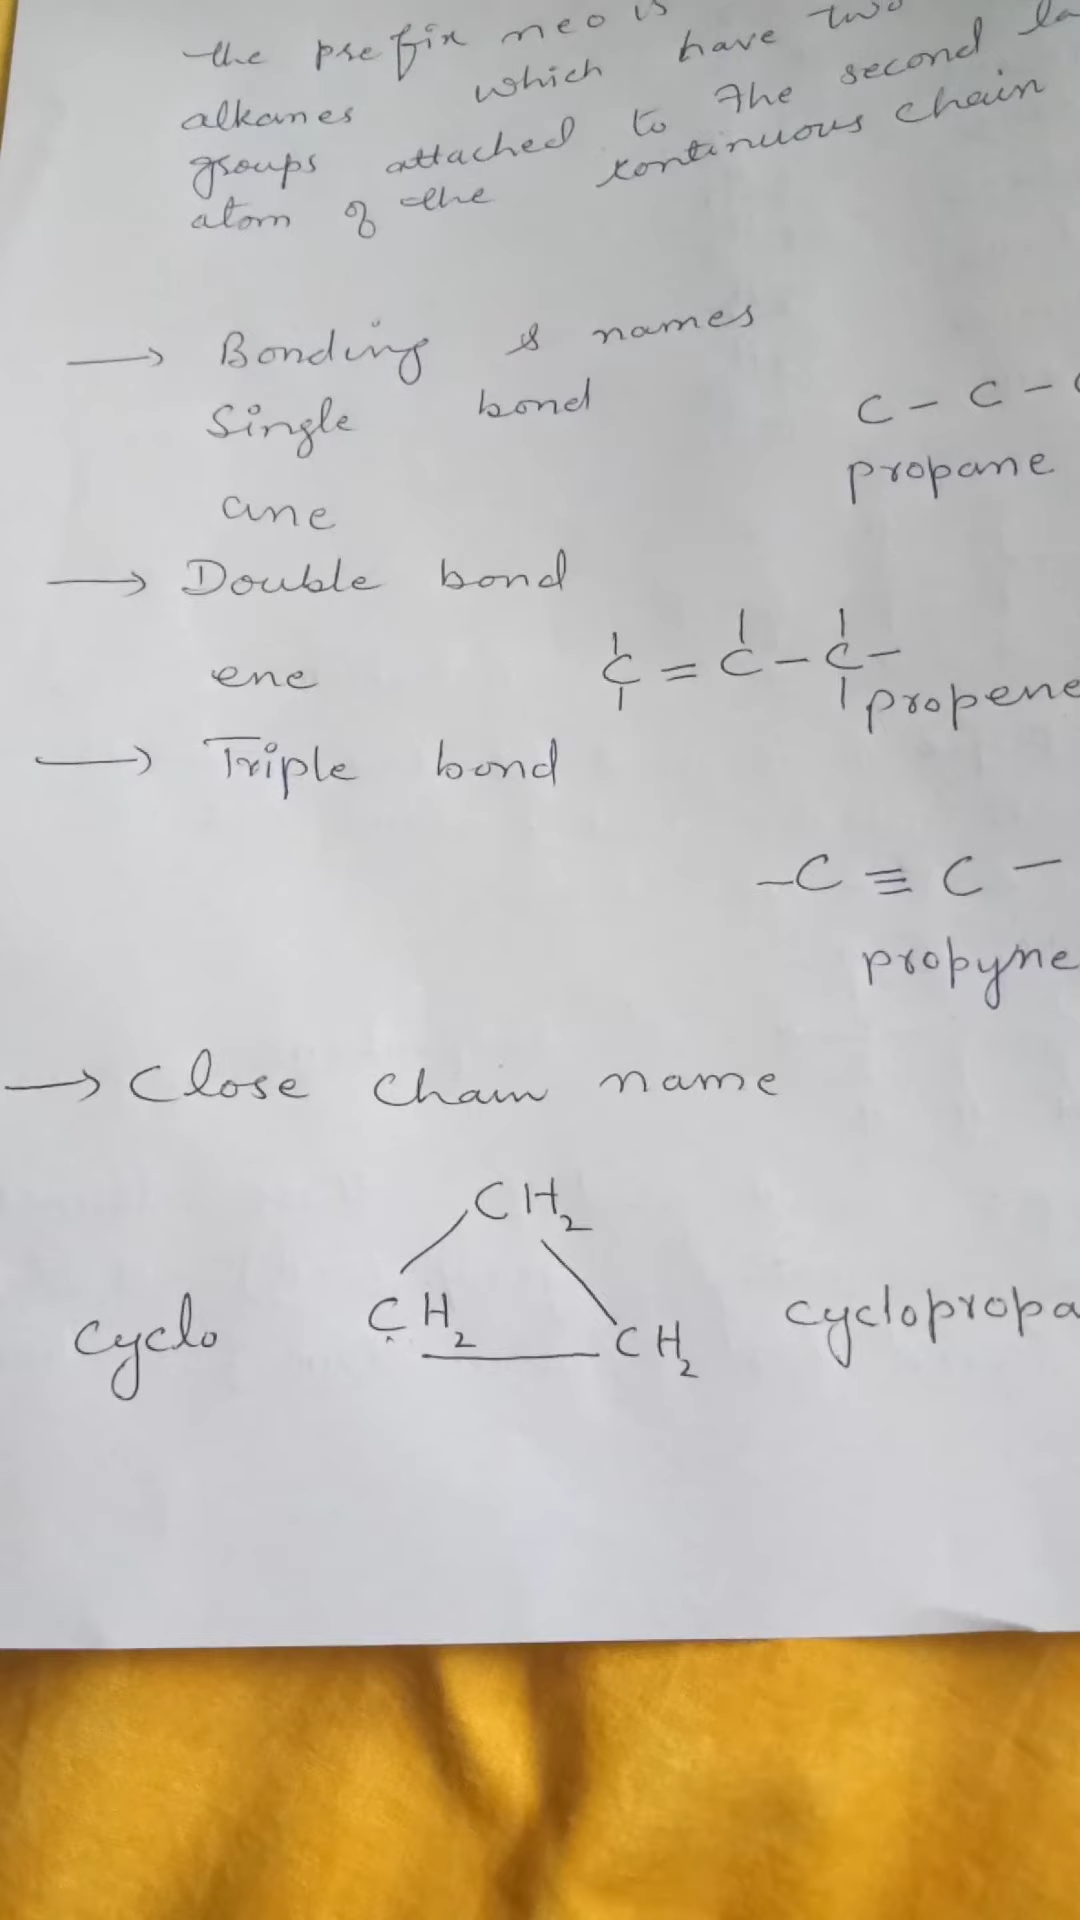 the prefix neo is
alkanes which have two
groups attached to the second la
atom of the continuous chain
→ Bonding & names
Single bond
C - C -
propane
ane
→ Double bond
ene
C = C - C -
propene
→ Triple bond
-C ≡ C -
propyne
→ Close chain name
CH2
cyclo CH2 CH2 cyclopropa